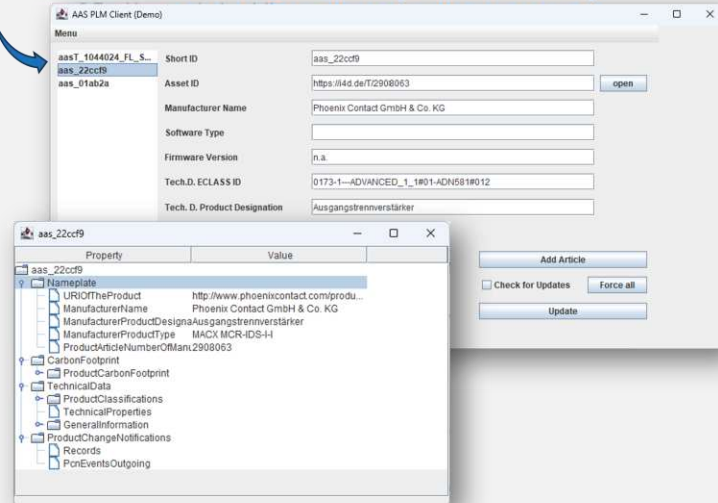 AAS PLM Client (Demo)
Menu
aasT_1044024_FL_S...
aas_22ccf9
aas_01ab2a
Short ID aas_22ccf9
Asset ID https://i4d.de/T/2908063 open
Manufacturer Name Phoenix Contact GmbH & Co. KG
Software Type
Firmware Version n.a.
Tech.D. ECLASS ID 0173-1---ADVANCED_1_1#01-ADN581#012
Tech. D. Product Designation Ausgangstrennverstärker
Add Article
Check for Updates Force all
Update
aas_22ccf9
Property Value
aas_22ccf9
Nameplate
URIOfTheProduct http://www.phoenixcontact.com/produ...
ManufacturerName Phoenix Contact GmbH & Co. KG
ManufacturerProductDesigna Ausgangstrennverstärker
ManufacturerProductType MACX MCR-IDS-I-I
ProductArticleNumberOfManu 2908063
CarbonFootprint
ProductCarbonFootprint
TechnicalData
ProductClassifications
TechnicalProperties
GeneralInformation
ProductChangeNotifications
Records
PcnEventsOutgoing